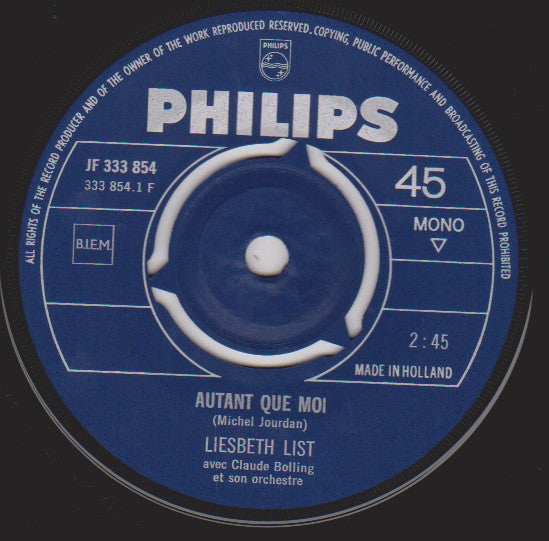 ALL RIGHTS OF THE RECORD PRODUCER AND OF THE OWNER OF THE WORK REPRODUCED RESERVED. COPYING, PUBLIC PERFORMANCE AND BROADCASTING OF THIS RECORD PROHIBITED
PHILIPS
PHILIPS
JF 333 854
333 854.1 F
45
MONO
B.I.E.M.
2:45
MADE IN HOLLAND
AUTANT QUE MOI
(Michel Jourdan)
LIESBETH LIST
avec Claude Bolling
et son orchestre